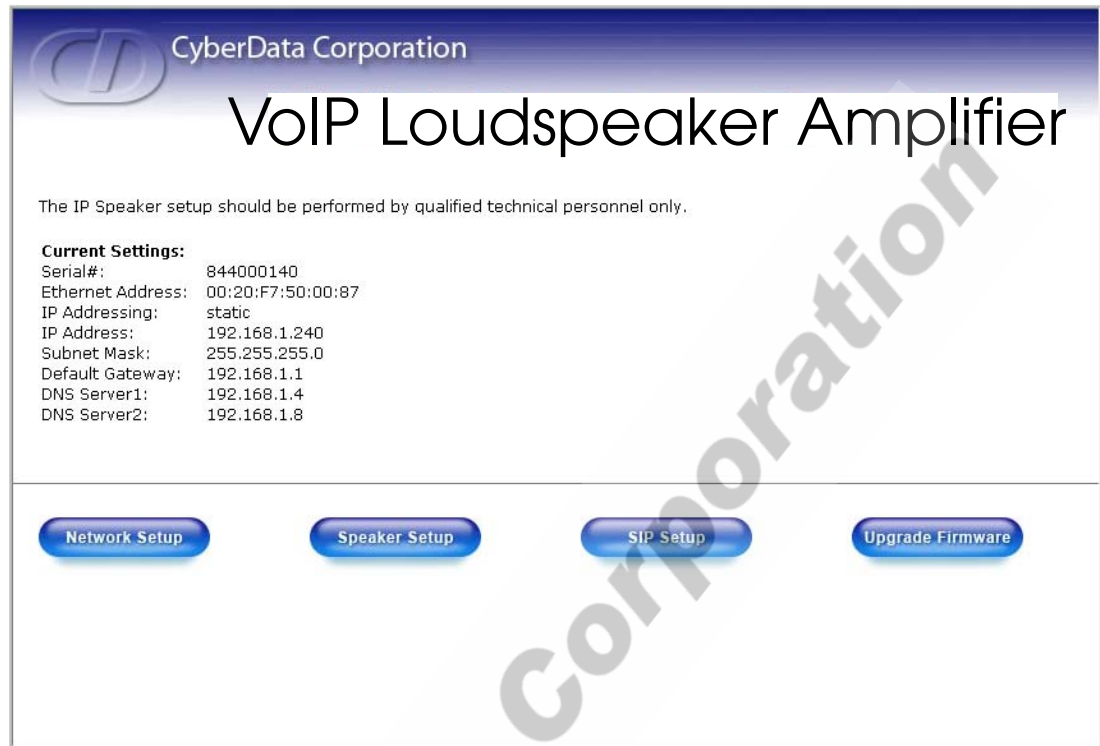 CD CyberData Corporation
VoIP Loudspeaker Amplifier
The IP Speaker setup should be performed by qualified technical personnel only.
Current Settings:
Serial#: 844000140
Ethernet Address: 00:20:F7:50:00:87
IP Addressing: static
IP Address: 192.168.1.240
Subnet Mask: 255.255.255.0
Default Gateway: 192.168.1.1
DNS Server1: 192.168.1.4
DNS Server2: 192.168.1.8
Network Setup Speaker Setup SIP Setup Upgrade Firmware
Corporation